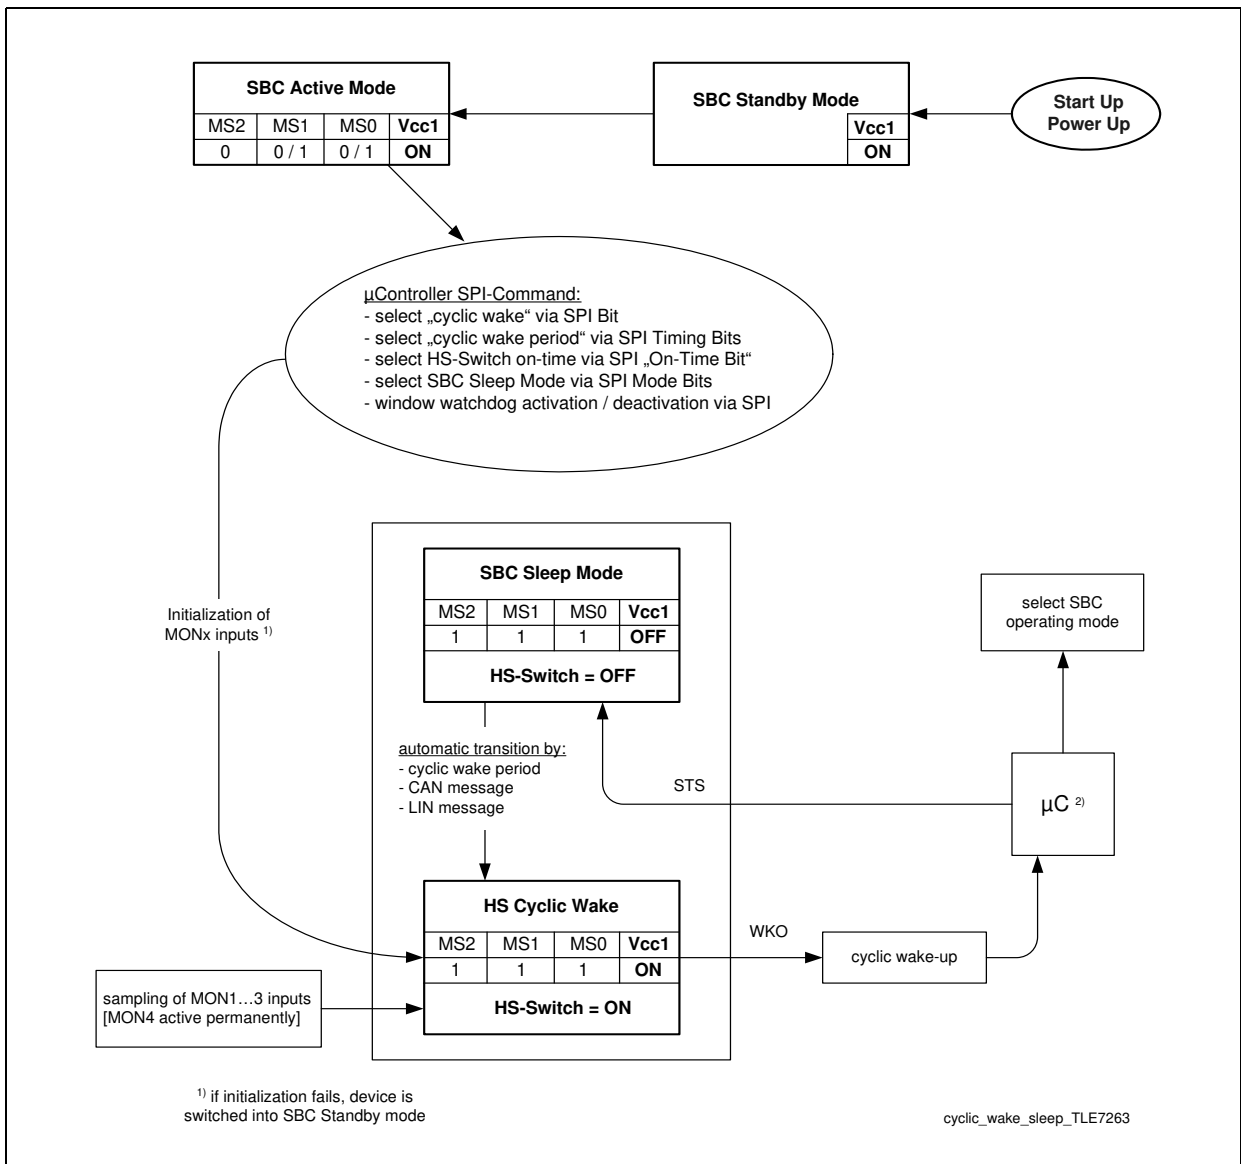 SBC Active Mode
MS2 MS1 MS0 Vcc1
0 0 / 1 0 / 1 ON
SBC Standby Mode
Vcc1
ON
Start Up
Power Up
µController SPI-Command:
- select „cyclic wake“ via SPI Bit
- select „cyclic wake period“ via SPI Timing Bits
- select HS-Switch on-time via SPI „On-Time Bit“
- select SBC Sleep Mode via SPI Mode Bits
- window watchdog activation / deactivation via SPI
Initialization of
MONx inputs 1)
SBC Sleep Mode
MS2 MS1 MS0 Vcc1
1 1 1 OFF
HS-Switch = OFF
automatic transition by:
- cyclic wake period
- CAN message
- LIN message
STS
select SBC
operating mode
µC 2)
HS Cyclic Wake
MS2 MS1 MS0 Vcc1
1 1 1 ON
HS-Switch = ON
WKO
cyclic wake-up
sampling of MON1...3 inputs
[MON4 active permanently]
1) if initialization fails, device is
switched into SBC Standby mode
cyclic_wake_sleep_TLE7263